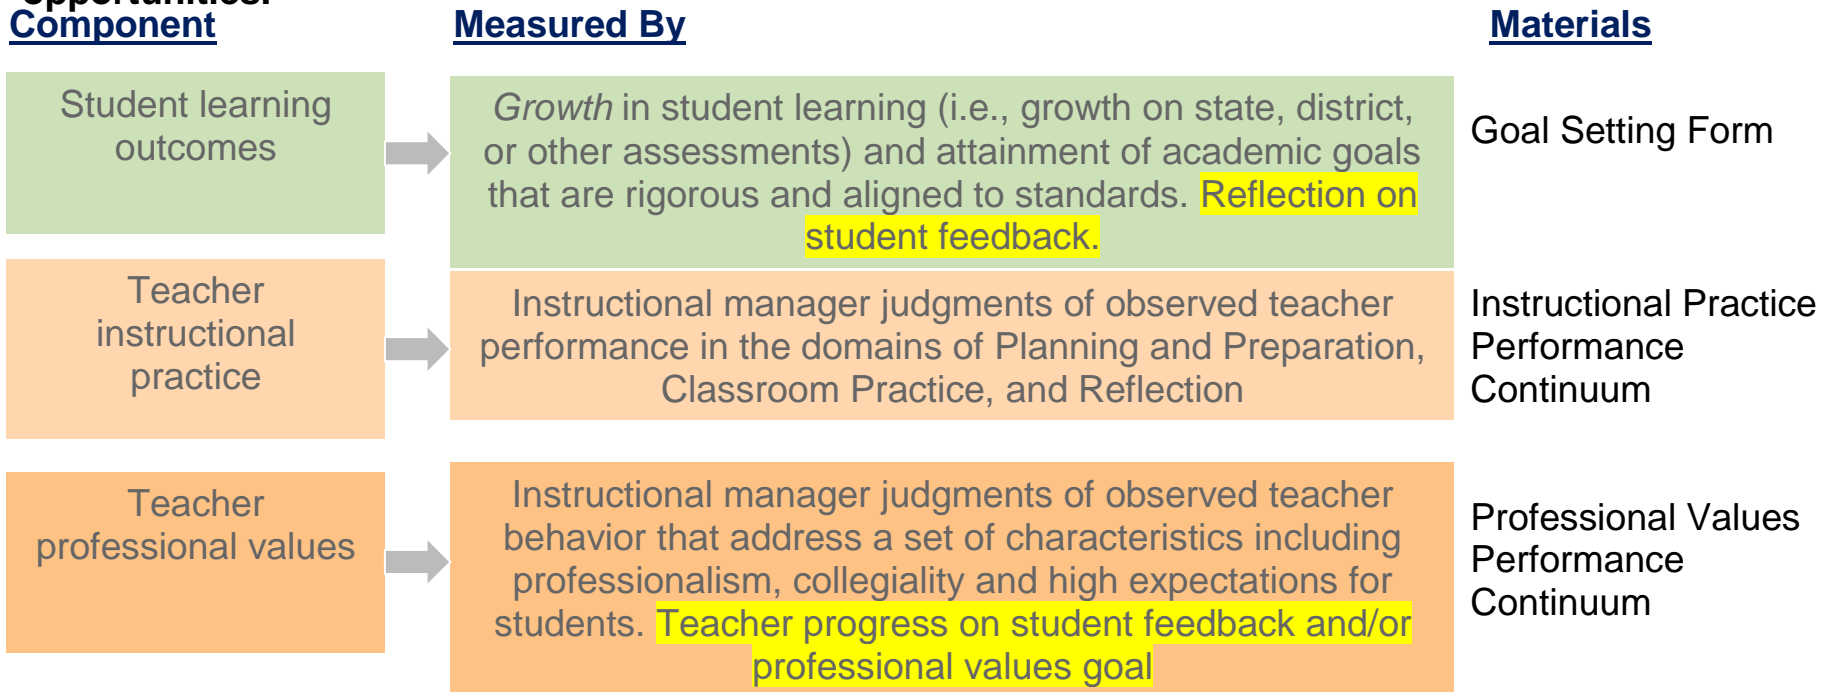 opportunities.
Component
Measured By
Materials
Student learning
outcomes
Growth in student learning (i.e., growth on state, district,
or other assessments) and attainment of academic goals
that are rigorous and aligned to standards. Reflection on
student feedback.
Goal Setting Form
Teacher
instructional
practice
Instructional manager judgments of observed teacher
performance in the domains of Planning and Preparation,
Classroom Practice, and Reflection
Instructional Practice
Performance
Continuum
Teacher
professional values
Instructional manager judgments of observed teacher
behavior that address a set of characteristics including
professionalism, collegiality and high expectations for
students. Teacher progress on student feedback and/or
professional values goal
Professional Values
Performance
Continuum